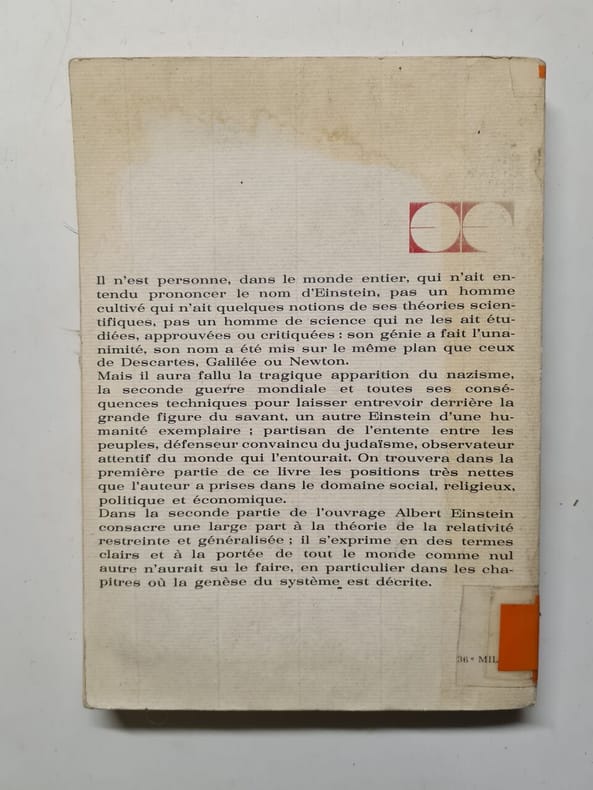 Il n'est personne, dans le monde entier, qui n'ait en-
tendu prononcer le nom d'Einstein, pas un homme
cultivé qui n'ait quelques notions de ses théories scien-
tifiques, pas un homme de science qui ne les ait étu-
diées, approuvées ou critiquées : son génie a fait l'una-
nimité, son nom a été mis sur le même plan que ceux
de Descartes, Galilée ou Newton.
Mais il aura fallu la tragique apparition du nazisme,
la seconde guerre mondiale et toutes ses consé-
quences techniques pour laisser entrevoir derrière la
grande figure du savant, un autre Einstein d'une hu-
manité exemplaire ; partisan de l'entente entre les
peuples, défenseur convaincu du judaïsme, observateur
attentif du monde qui l'entourait. On trouvera dans la
première partie de ce livre les positions très nettes
que l'auteur a prises dans le domaine social, religieux,
politique et économique.
Dans la seconde partie de l'ouvrage Albert Einstein
consacre une large part à la théorie de la relativité
restreinte et généralisée ; il s'exprime en des termes
clairs et à la portée de tout le monde comme nul
autre n'aurait su le faire, en particulier dans les cha-
pitres où la genèse du système est décrite.
36e MIL